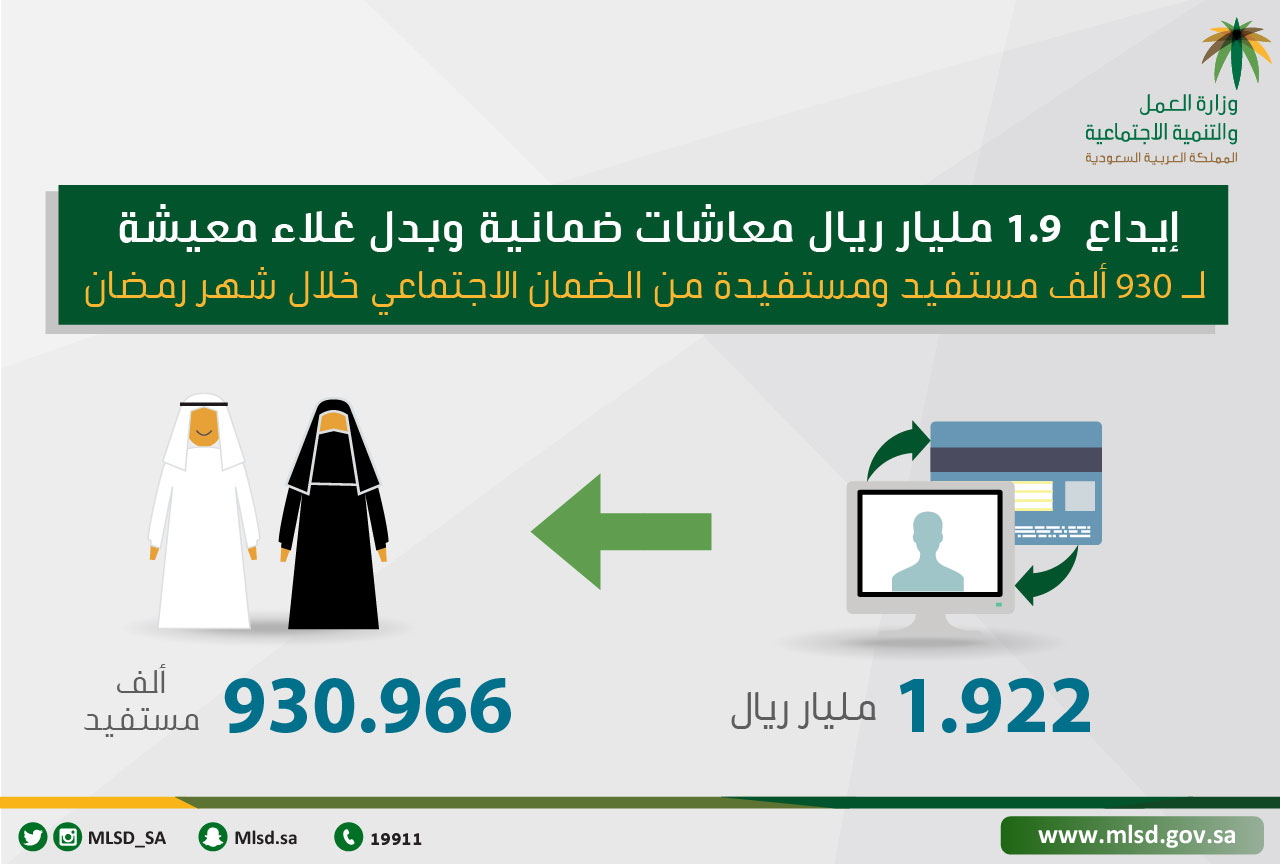 وزارة العمل
والتنمية الاجتماعية
المملكة العربية السعودية
إيداع 1.9 مليار ريال معاشات ضمانية وبدل غلاء معيشة
لـ 930 ألف مستفيد ومستفيدة من الضمان الاجتماعي خلال شهر رمضان
1.922 مليار ريال
930.966 ألف
مستفيد
MLSD_SA Mlsd.sa 19911 www.mlsd.gov.sa